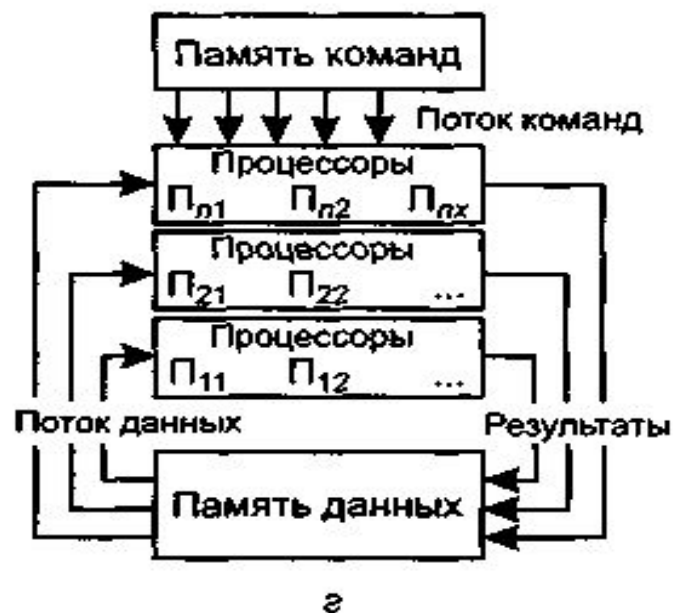 Память команд
Поток команд
Процессоры
Пn1 Пn2 Пnx
Процессоры
П21 П22 ...
Процессоры
П11 П12 ...
Поток данных
Результаты
Память данных
г